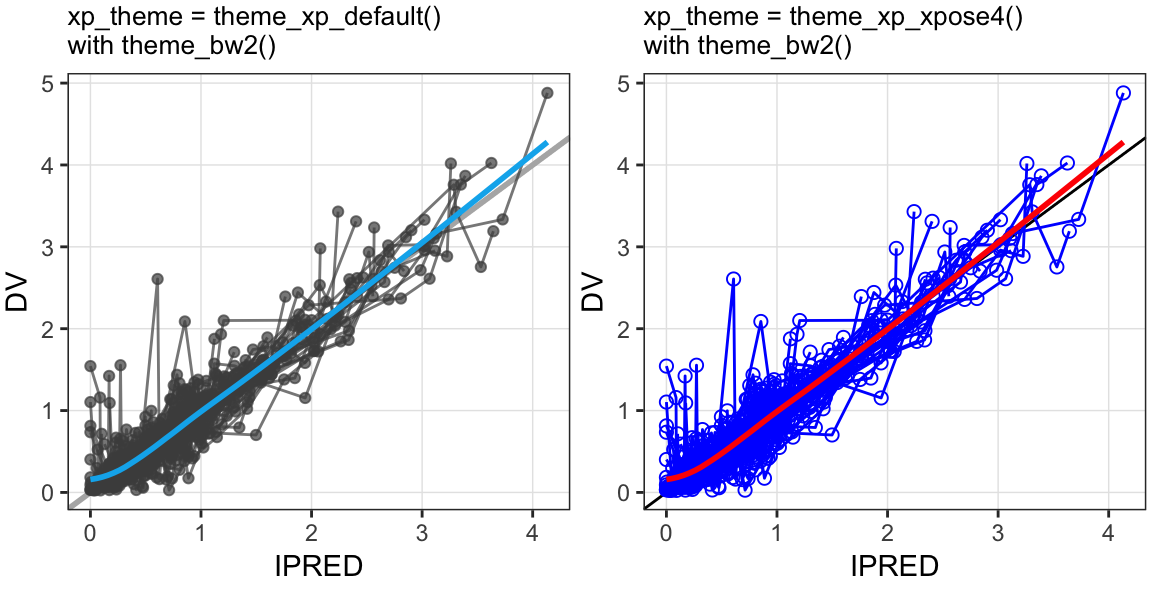 xp_theme = theme_xp_default()
with theme_bw2()
5
4
3
2
1
0
DV
0 1 2 3 4
IPRED
xp_theme = theme_xp_xpose4()
with theme_bw2()
5
4
3
2
1
0
DV
0 1 2 3 4
IPRED